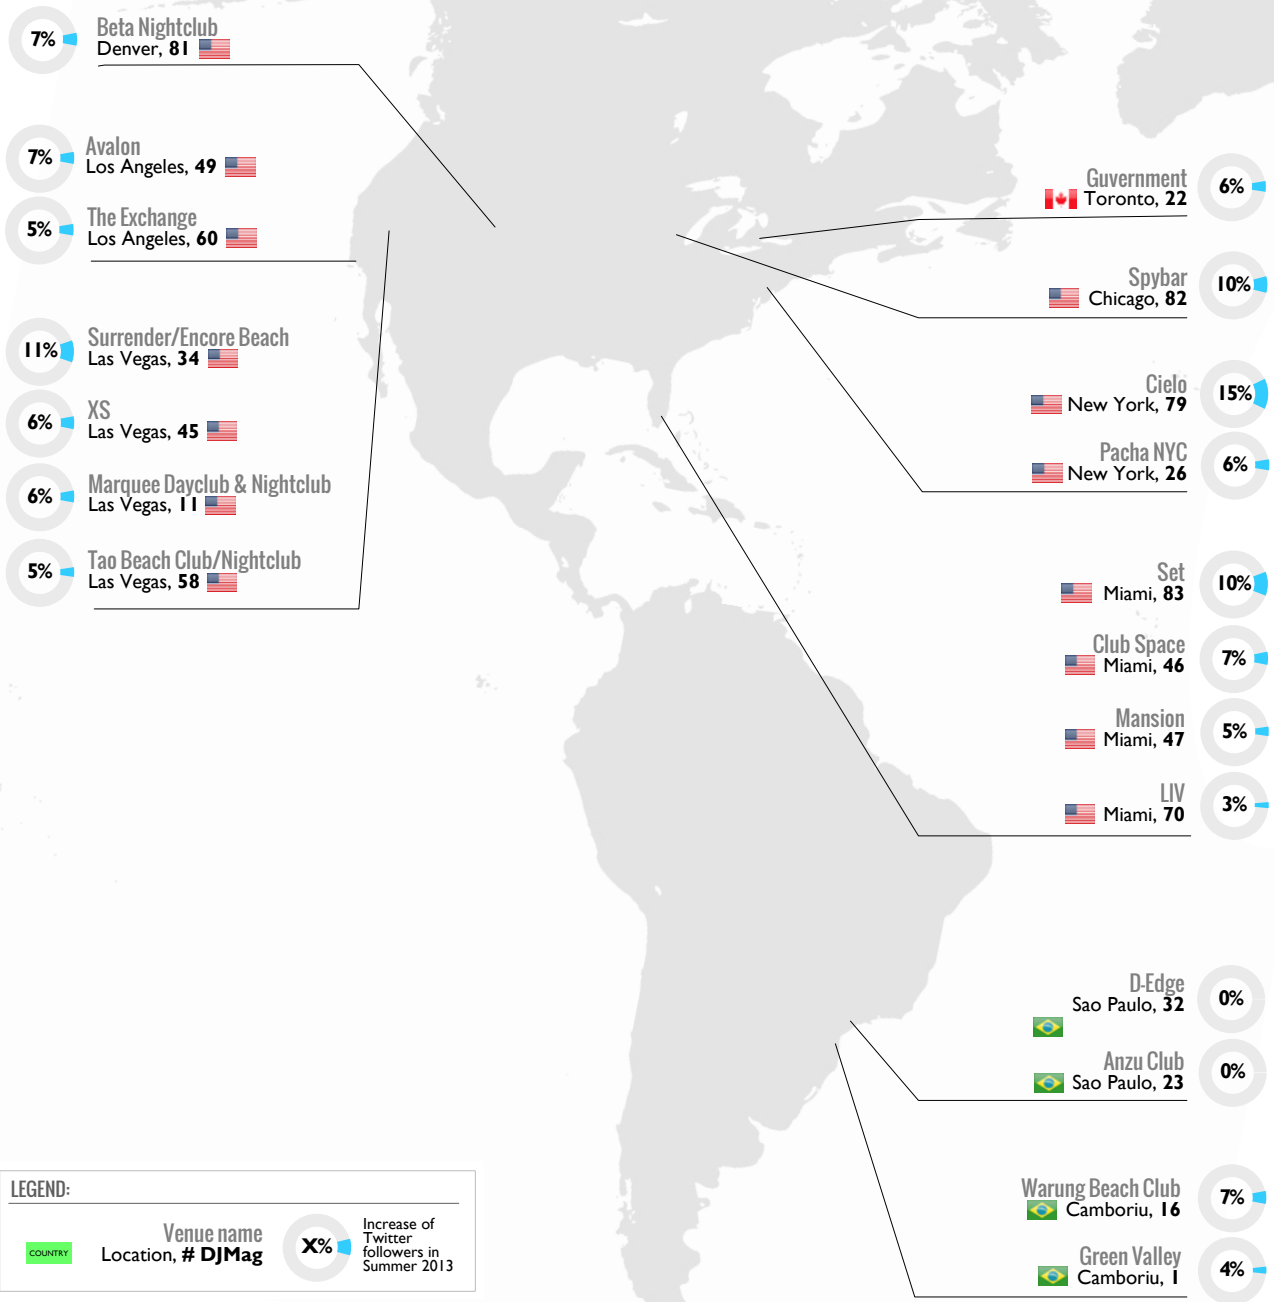 7%
Beta Nightclub
Denver, 81
7%
Avalon
Los Angeles, 49
5%
The Exchange
Los Angeles, 60
11%
Surrender/Encore Beach
Las Vegas, 34
6%
XS
Las Vegas, 45
6%
Marquee Dayclub & Nightclub
Las Vegas, 11
5%
Tao Beach Club/Nightclub
Las Vegas, 58
Guvernment
Toronto, 22
6%
Spybar
Chicago, 82
10%
Cielo
New York, 79
15%
Pacha NYC
New York, 26
6%
Set
Miami, 83
10%
Club Space
Miami, 46
7%
Mansion
Miami, 47
5%
LIV
Miami, 70
3%
D-Edge
Sao Paulo, 32
0%
Anzu Club
Sao Paulo, 23
0%
Warung Beach Club
Camboriu, 16
7%
Green Valley
Camboriu, 1
4%
LEGEND:
COUNTRY
Venue name
Location, # DJMag
X%
Increase of
Twitter
followers in
Summer 2013